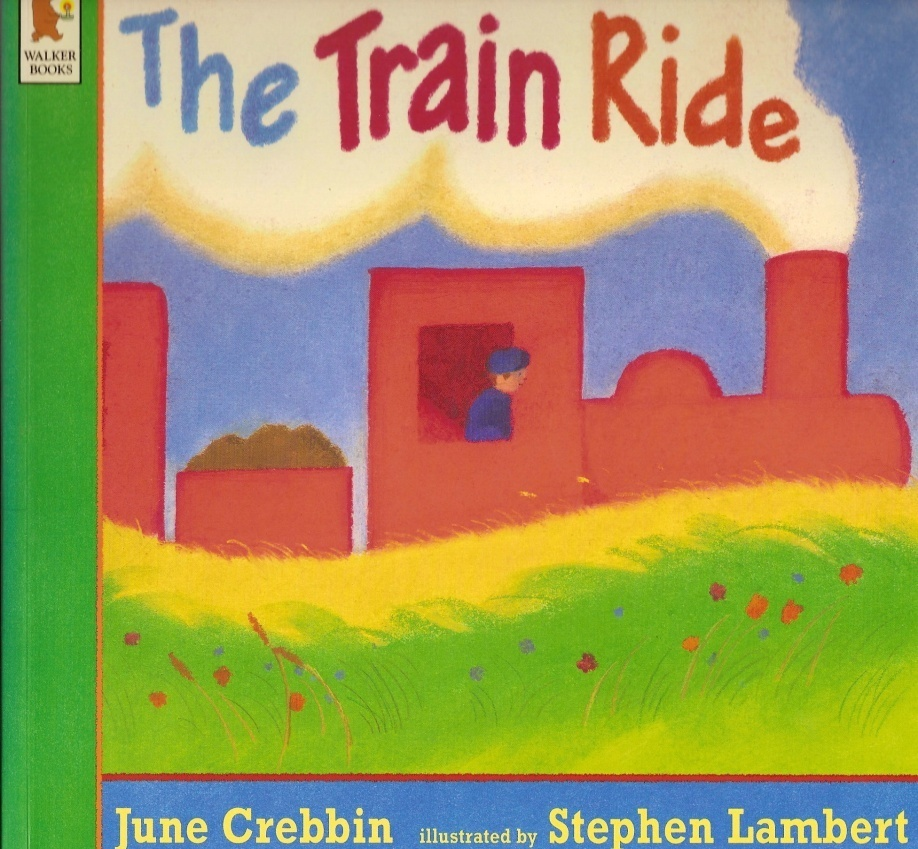 WALKER
BOOKS
The Train Ride
June Crebbin illustrated by Stephen Lambert